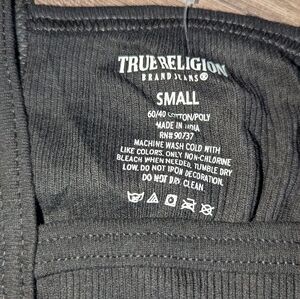 TRUE RELIGION
BRAND JEANS®
SMALL
60/40 COTTON/POLY
MADE IN INDIA
RN# 90737
MACHINE WASH COLD WITH
LIKE COLORS. ONLY NON-CHLORINE
BLEACH WHEN NEEDED. TUMBLE DRY
LOW. DO NOT IRON DECORATION.
DO NOT DRY CLEAN